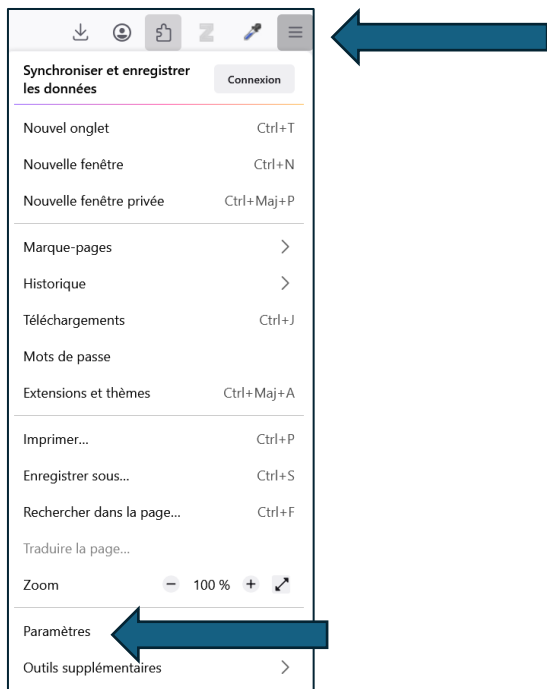 Synchroniser et enregistrer
les données
Connexion
Nouvel onglet Ctrl+T
Nouvelle fenêtre Ctrl+N
Nouvelle fenêtre privée Ctrl+Maj+P
Marque-pages
Historique
Téléchargements Ctrl+J
Mots de passe
Extensions et thèmes Ctrl+Maj+A
Imprimer... Ctrl+P
Enregistrer sous... Ctrl+S
Rechercher dans la page... Ctrl+F
Traduire la page...
Zoom − 100 % +
Paramètres
Outils supplémentaires